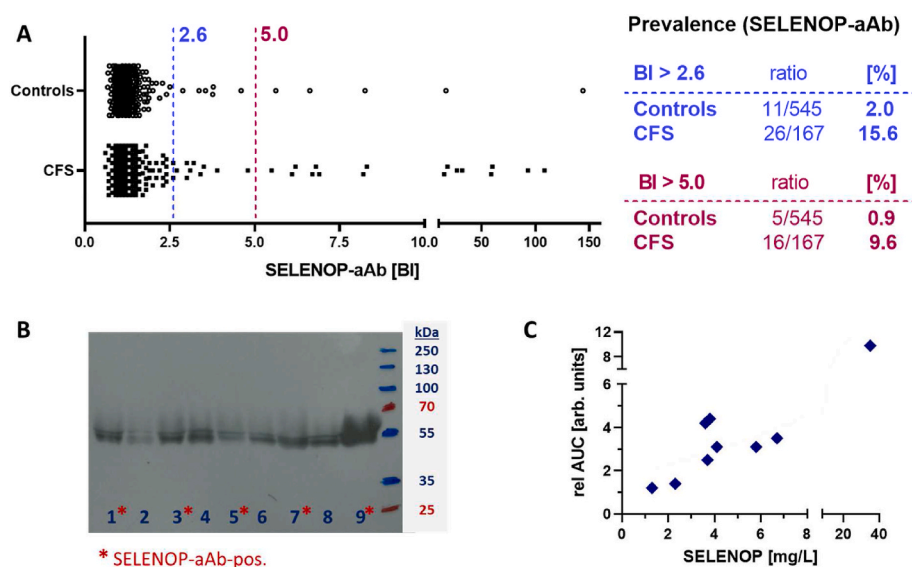 A
2.6
5.0
Controls
CFS
0.0
2.5
5.0
7.5
10.0
50
100
150
SELENOP-aAb [BI]
Prevalence (SELENOP-aAb)
BI > 2.6 ratio [%]
Controls 11/545 2.0
CFS 26/167 15.6
BI > 5.0 ratio [%]
Controls 5/545 0.9
CFS 16/167 9.6
B
kDa
250
130
100
70
55
35
25
1* 2 3* 4 5* 6 7* 8 9*
* SELENOP-aAb-pos.
C
rel AUC [arb. units]
12
8
6
4
2
0
0 2 4 6 8 20 40
SELENOP [mg/L]